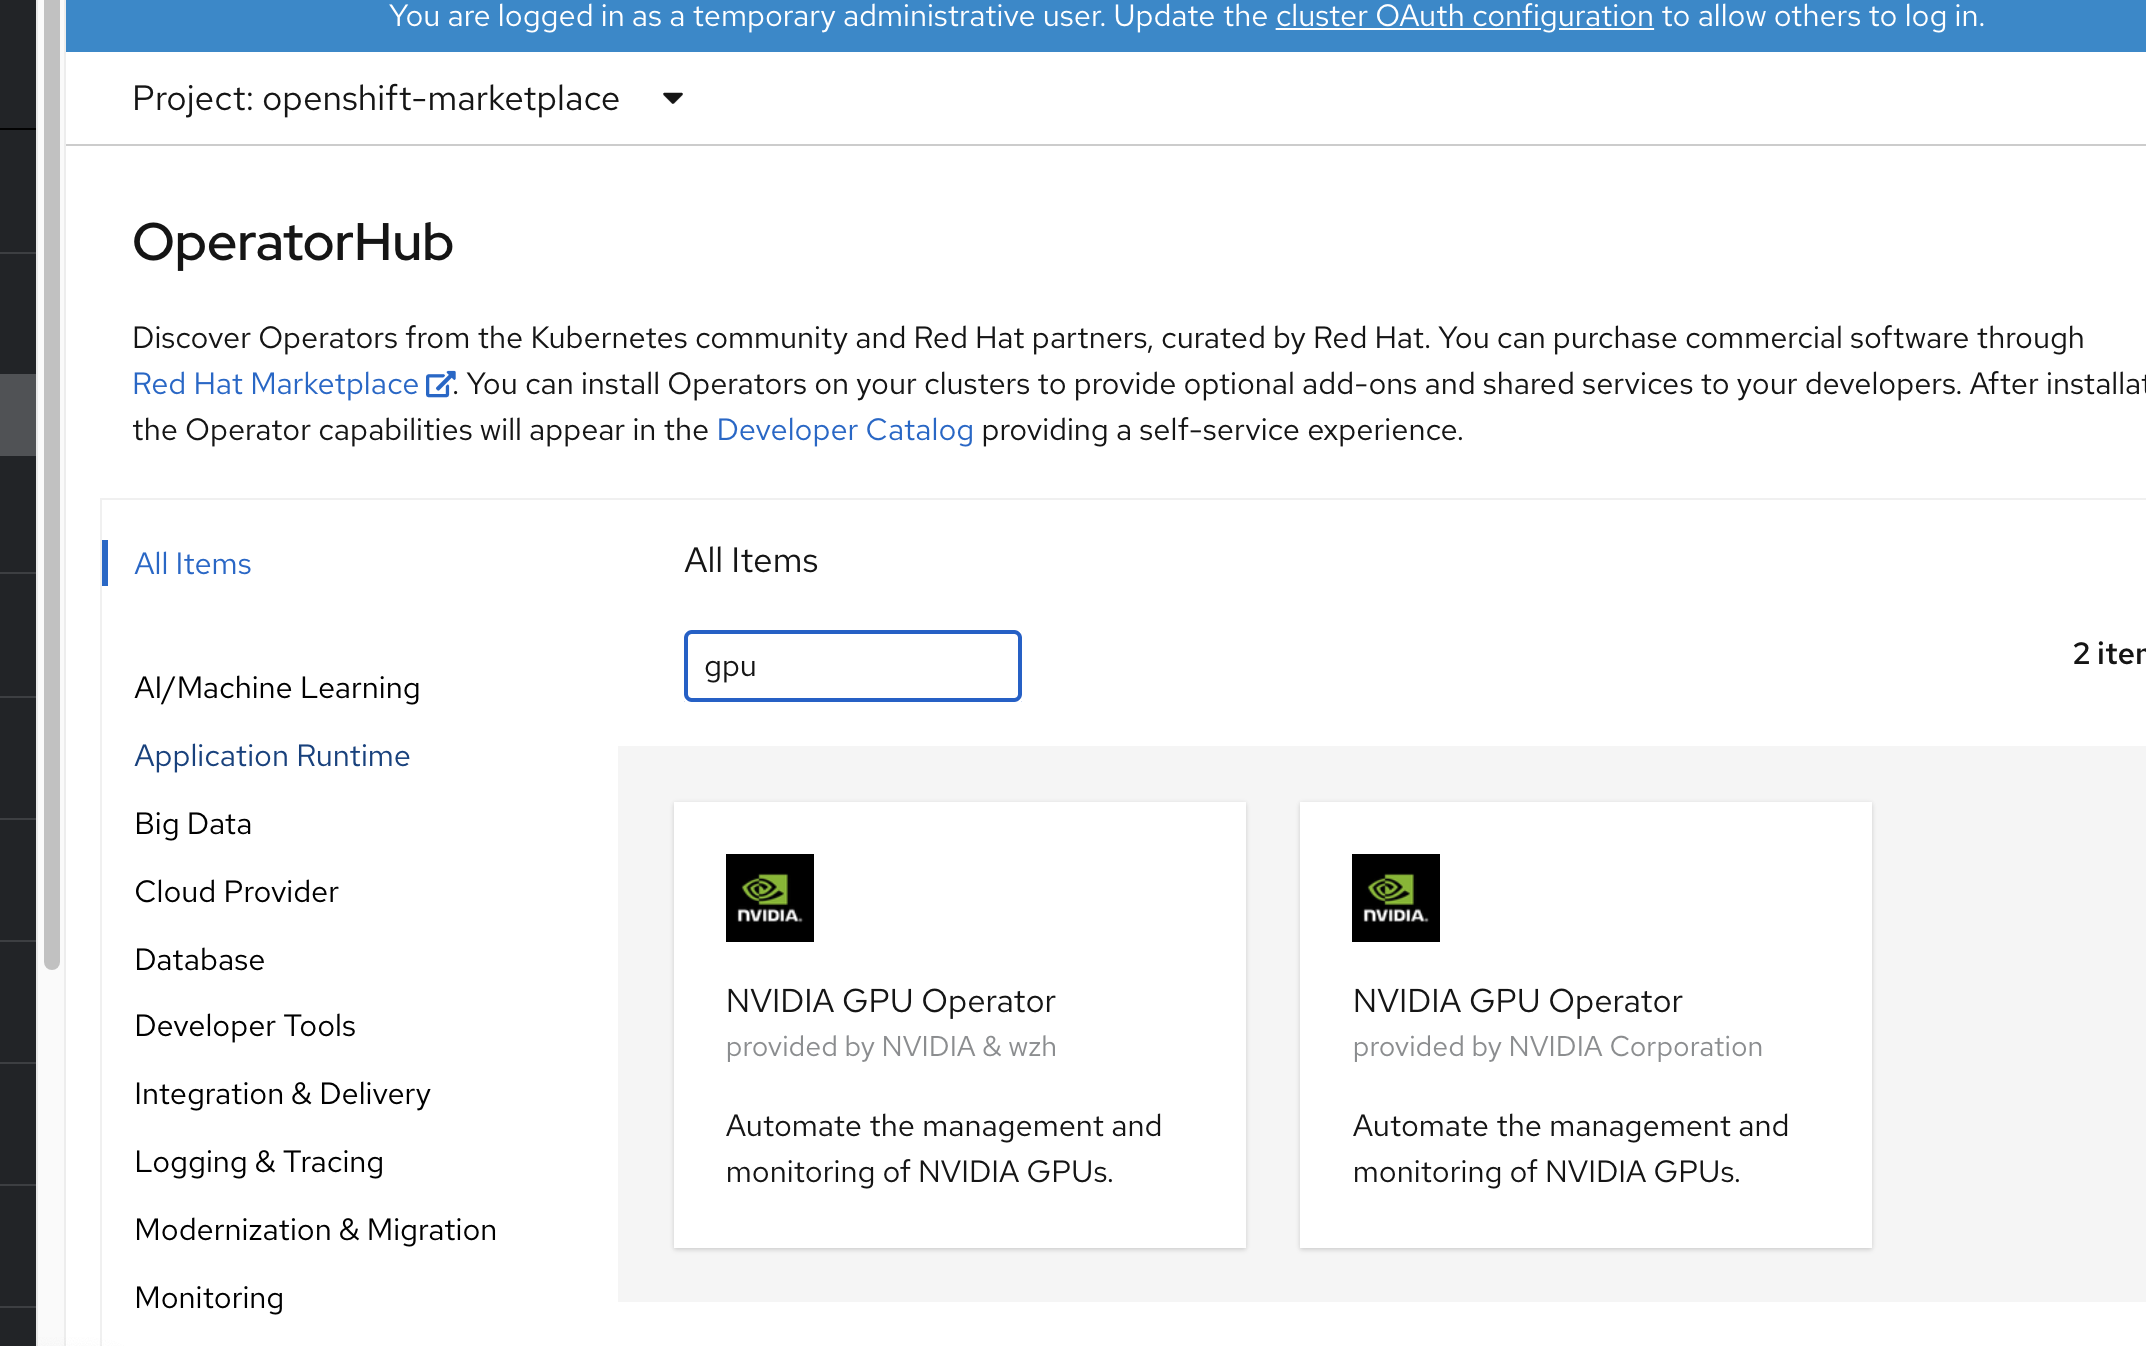 You are logged in as a temporary administrative user. Update the cluster OAuth configuration to allow others to log in.
Project: openshift-marketplace
OperatorHub
Discover Operators from the Kubernetes community and Red Hat partners, curated by Red Hat. You can purchase commercial software through
Red Hat Marketplace. You can install Operators on your clusters to provide optional add-ons and shared services to your developers. After
the Operator capabilities will appear in the Developer Catalog providing a self-service experience.
All Items
AI/Machine Learning
Application Runtime
Big Data
Cloud Provider
Database
Developer Tools
Integration & Delivery
Logging & Tracing
Modernization & Migration
Monitoring
All Items
gpu
2
NVIDIA.
NVIDIA GPU Operator
provided by NVIDIA & wzh
Automate the management and
monitoring of NVIDIA GPUs.
NVIDIA.
NVIDIA GPU Operator
provided by NVIDIA Corporation
Automate the management and
monitoring of NVIDIA GPUs.